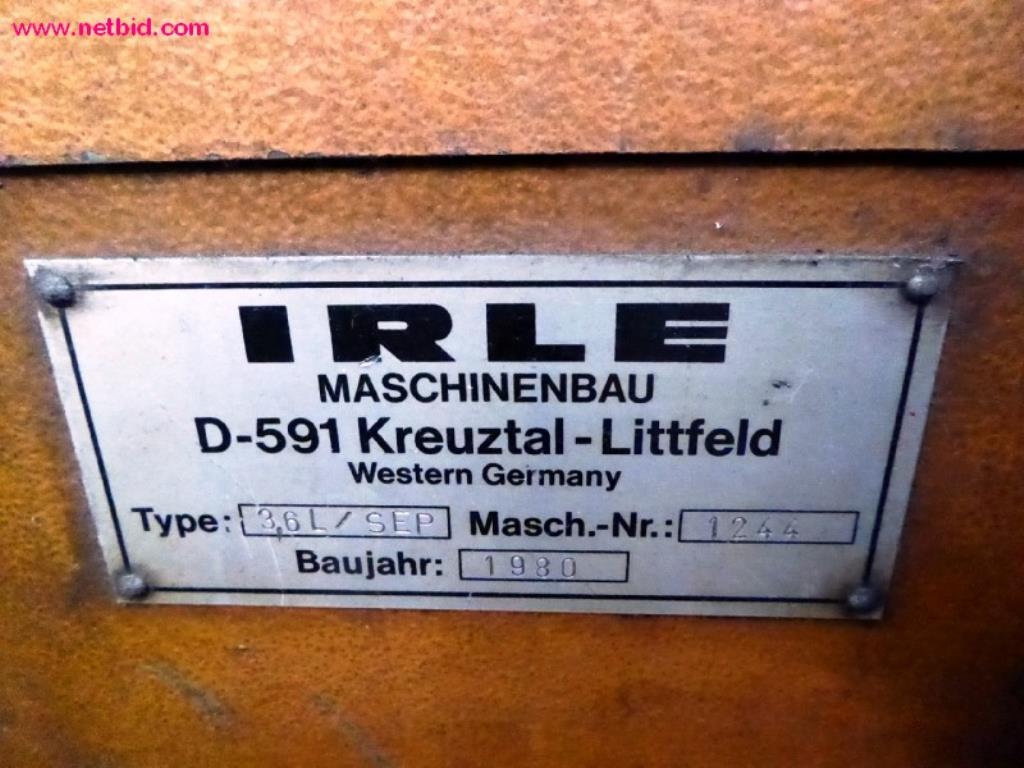 www.netbid.com
IRLE
MASCHINENBAU
D-591 Kreuztal-Littfeld
Western Germany
Type: 3,6L/SEP Masch.-Nr.: 1244
Baujahr: 1980